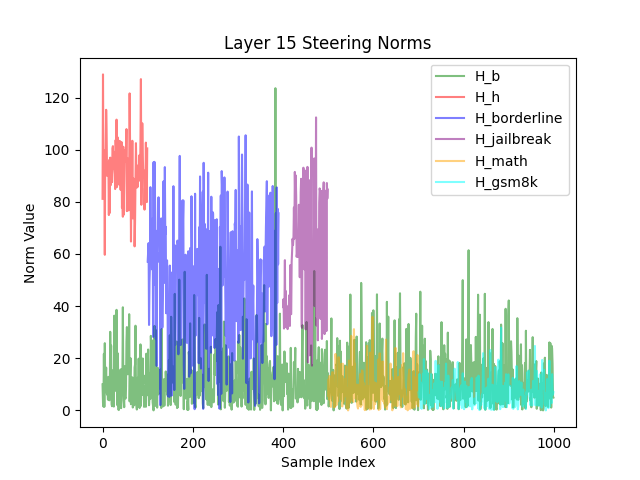 Layer 15 Steering Norms
H_b
H_h
H_borderline
H_jailbreak
H_math
H_gsm8k
Norm Value
120
100
80
60
40
20
0
0 200 400 600 800 1000
Sample Index